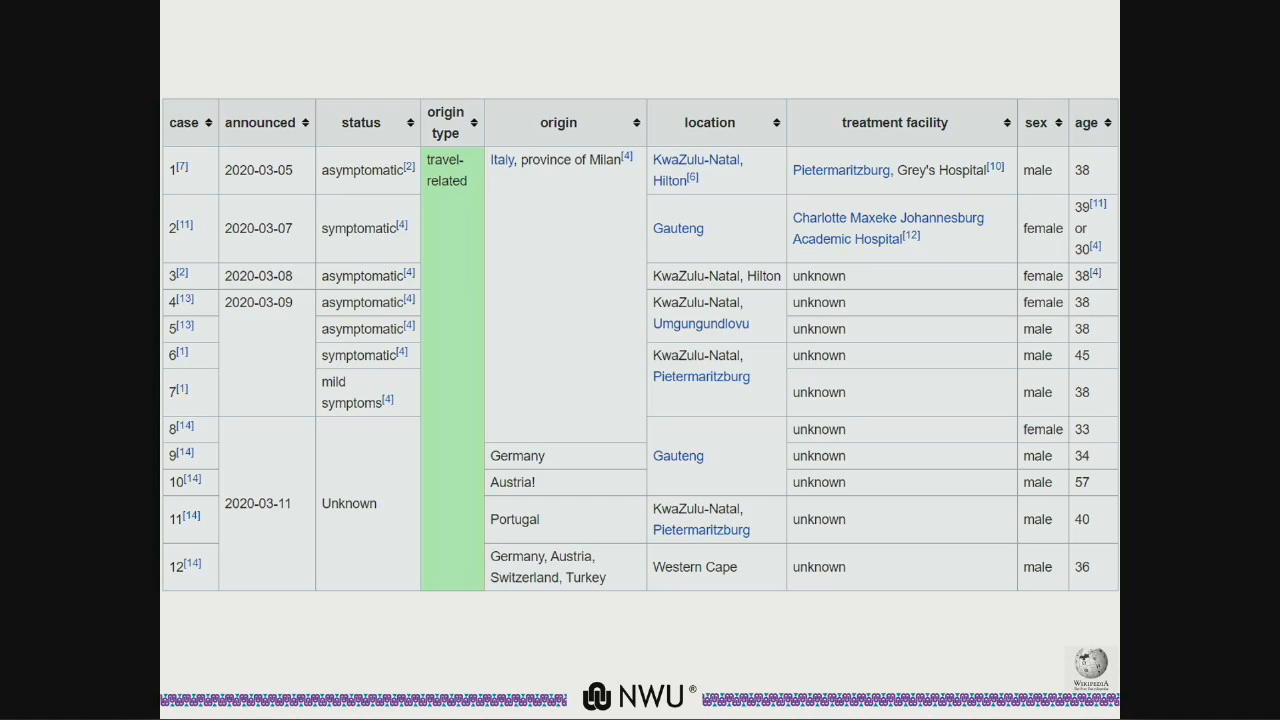 case announced status origin type origin location treatment facility sex age
1[7] 2020-03-05 asymptomatic[2] travel-related Italy, province of Milan[4] KwaZulu-Natal, Hilton[6] Pietermaritzburg, Grey's Hospital[10] male 38
2[11] 2020-03-07 symptomatic[4] Gauteng Charlotte Maxeke Johannesburg Academic Hospital[12] female 39[11] or 30[4]
3[2] 2020-03-08 asymptomatic[4] KwaZulu-Natal, Hilton unknown female 38[4]
4[13] 2020-03-09 asymptomatic[4] KwaZulu-Natal, Umgungundlovu unknown female 38
5[13] asymptomatic[4] unknown male 38
6[1] symptomatic[4] KwaZulu-Natal, Pietermaritzburg unknown male 45
7[1] mild symptoms[4] unknown male 38
8[14] 2020-03-11 Unknown Gauteng unknown female 33
9[14] Germany unknown male 34
10[14] Austria! unknown male 57
11[14] Portugal KwaZulu-Natal, Pietermaritzburg unknown male 40
12[14] Germany, Austria, Switzerland, Turkey Western Cape unknown male 36
WIKIPEDIA
The Free Encyclopedia
NWU®